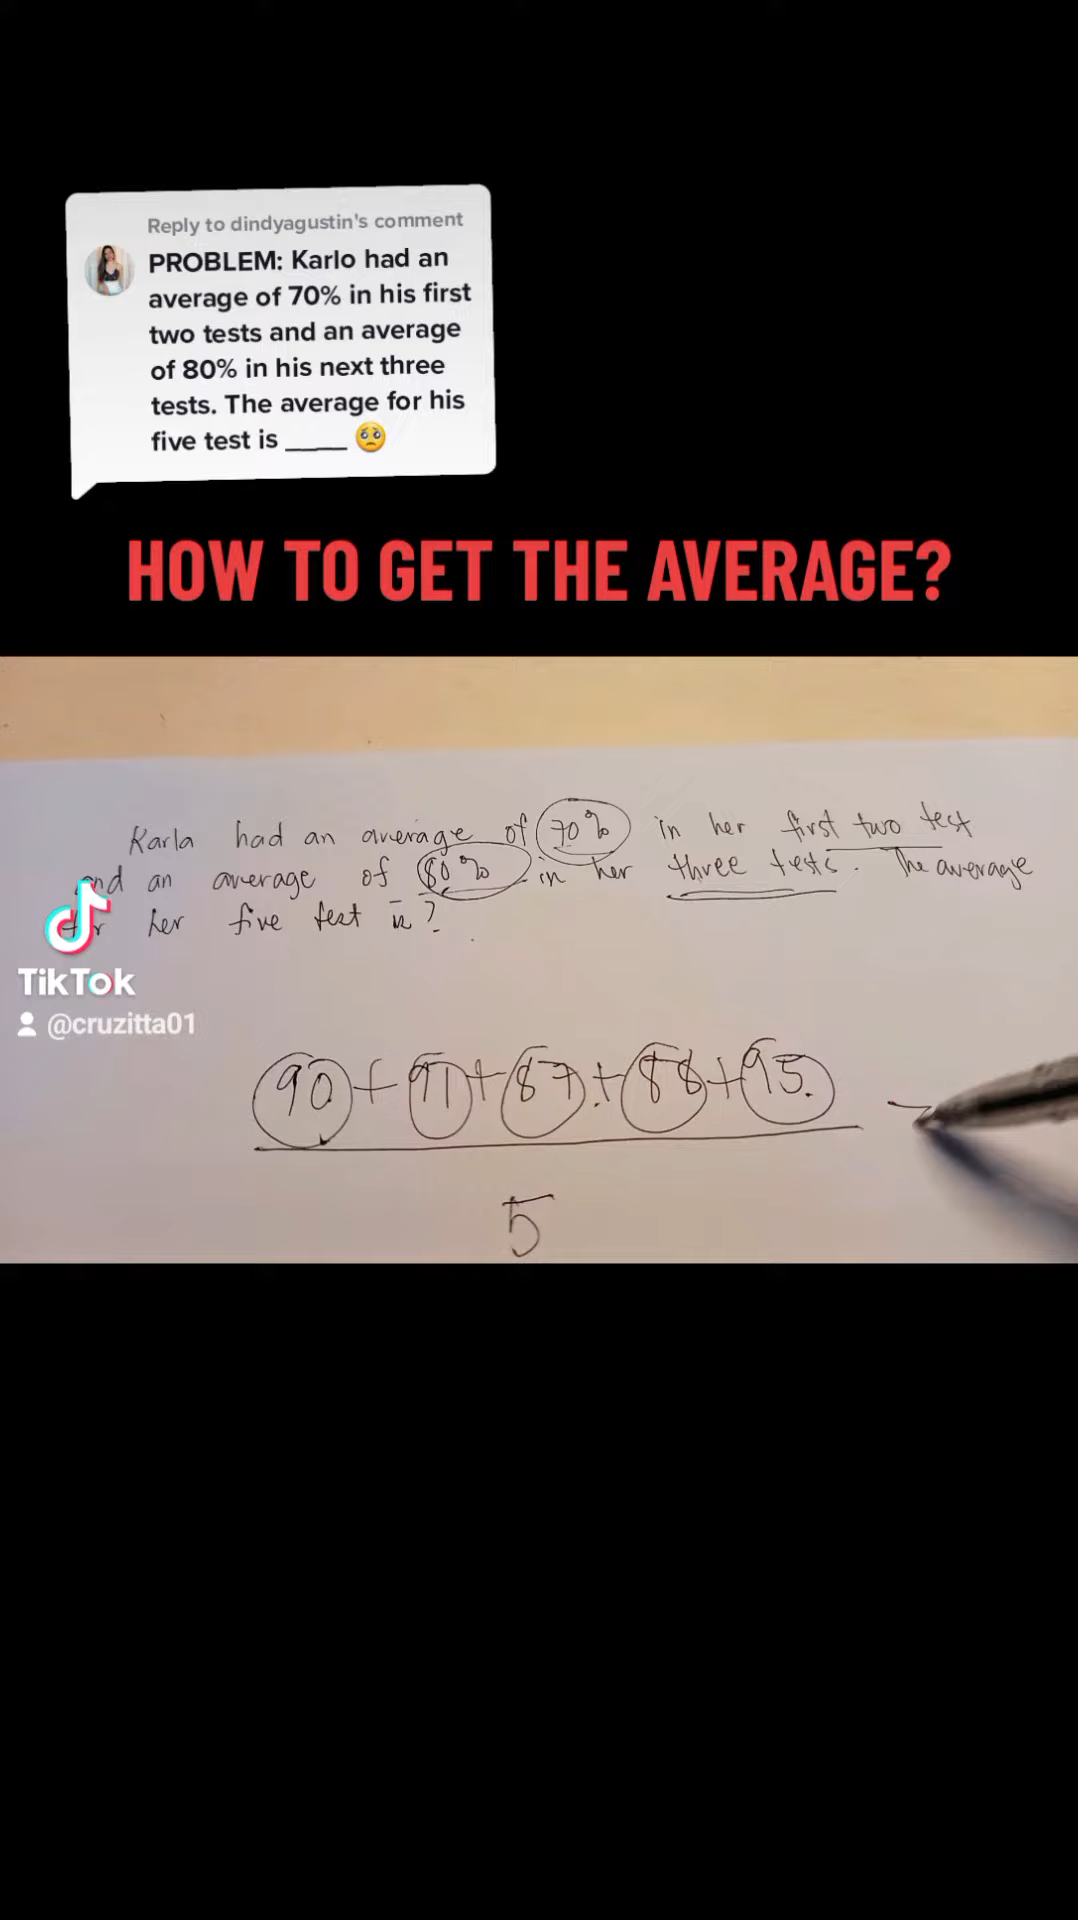 Reply to dindyagustin's comment
PROBLEM: Karlo had an
average of 70% in his first
two tests and an average
of 80% in his next three
tests. The average for his
five test is ____ 🥺
HOW TO GET THE AVERAGE?
Karla had an average of 70% in her first two test
and an average of 80% in her three tests. The average
her five test is?
TikTok
@cruzitta01
90 + 91 + 87 + 88 + 95
5